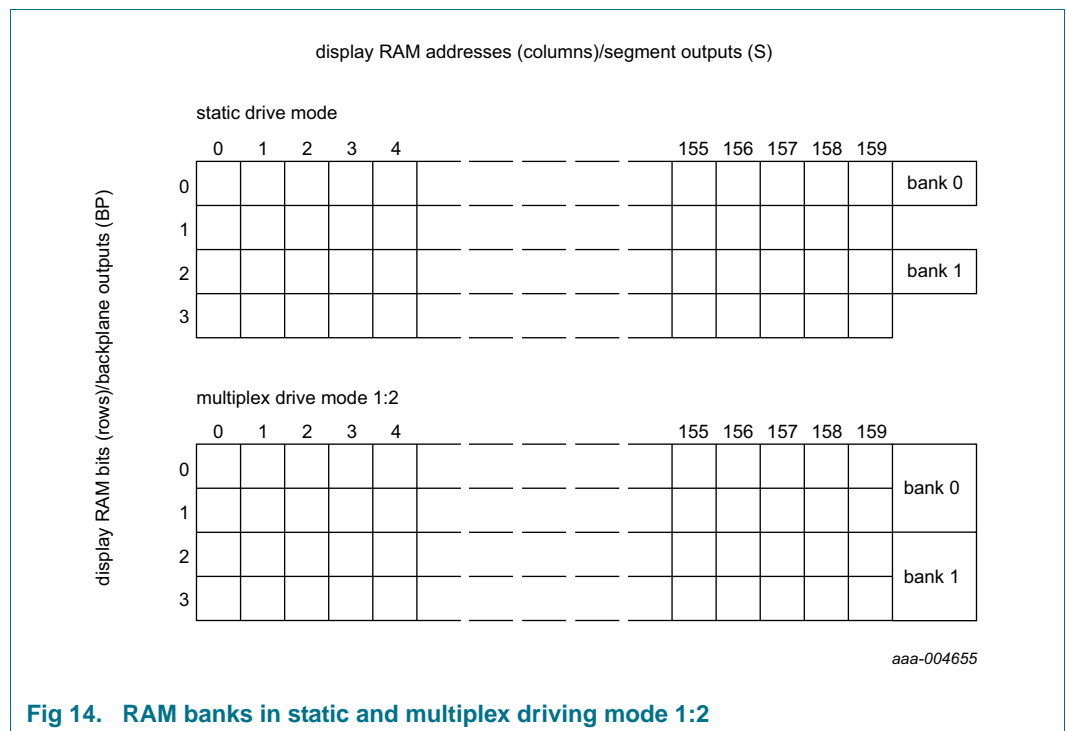 display RAM addresses (columns)/segment outputs (S)
display RAM bits (rows)/backplane outputs (BP)
static drive mode
0 1 2 3 4 155 156 157 158 159
0 bank 0
1
2 bank 1
3
multiplex drive mode 1:2
0 1 2 3 4 155 156 157 158 159
0
bank 0
1
2
bank 1
3
aaa-004655
Fig 14. RAM banks in static and multiplex driving mode 1:2